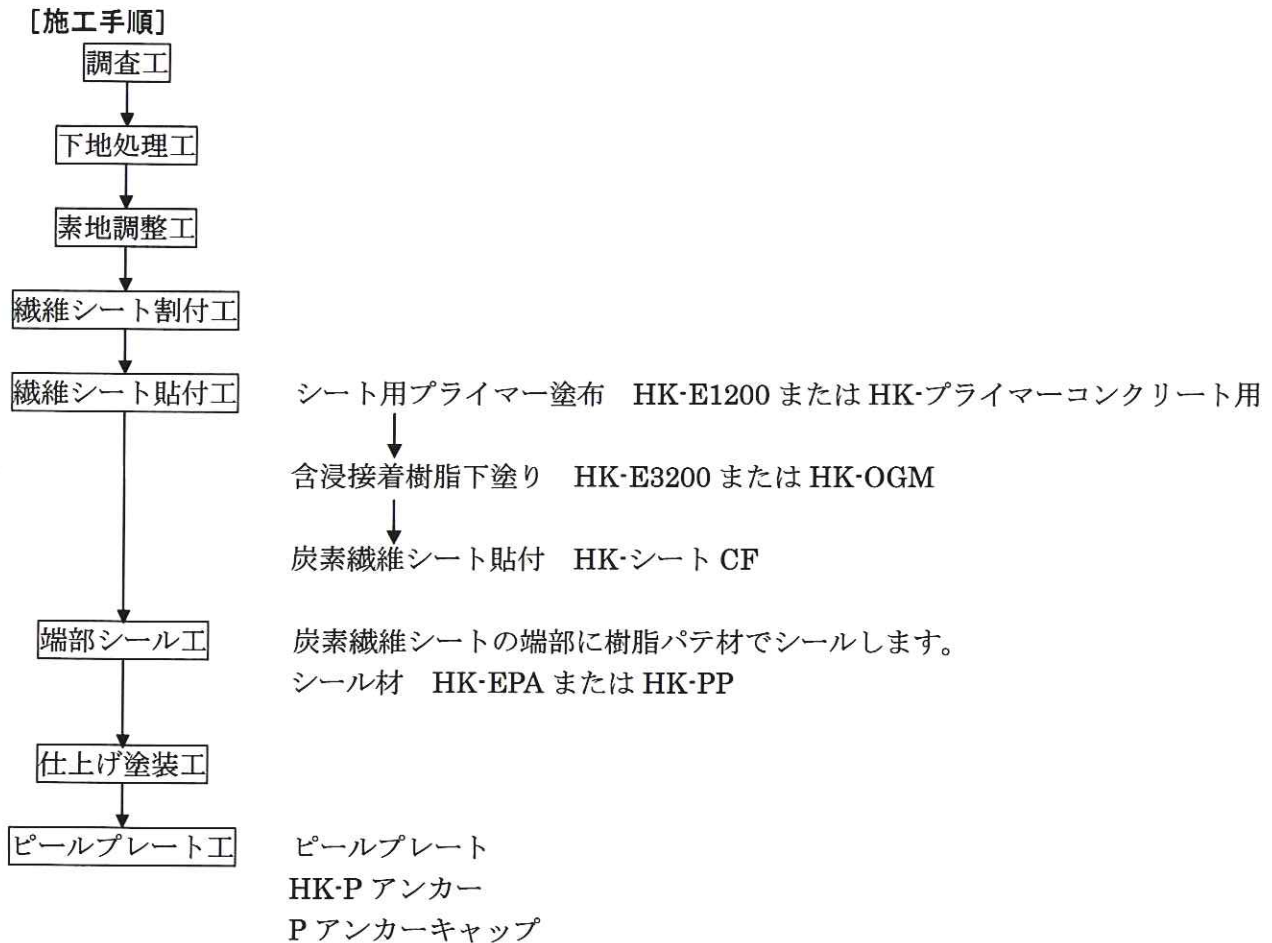 [施工手順]
調査工
下地処理工
素地調整工
繊維シート割付工
繊維シート貼付工 シート用プライマー塗布 HK-E1200 または HK-プライマーコンクリート用
含浸接着樹脂下塗り HK-E3200 または HK-OGM
炭素繊維シート貼付 HK-シート CF
端部シール工 炭素繊維シートの端部に樹脂パテ材でシールします。
シール材 HK-EPA または HK-PP
仕上げ塗装工
ピールプレート工 ピールプレート
HK-P アンカー
P アンカーキャップ